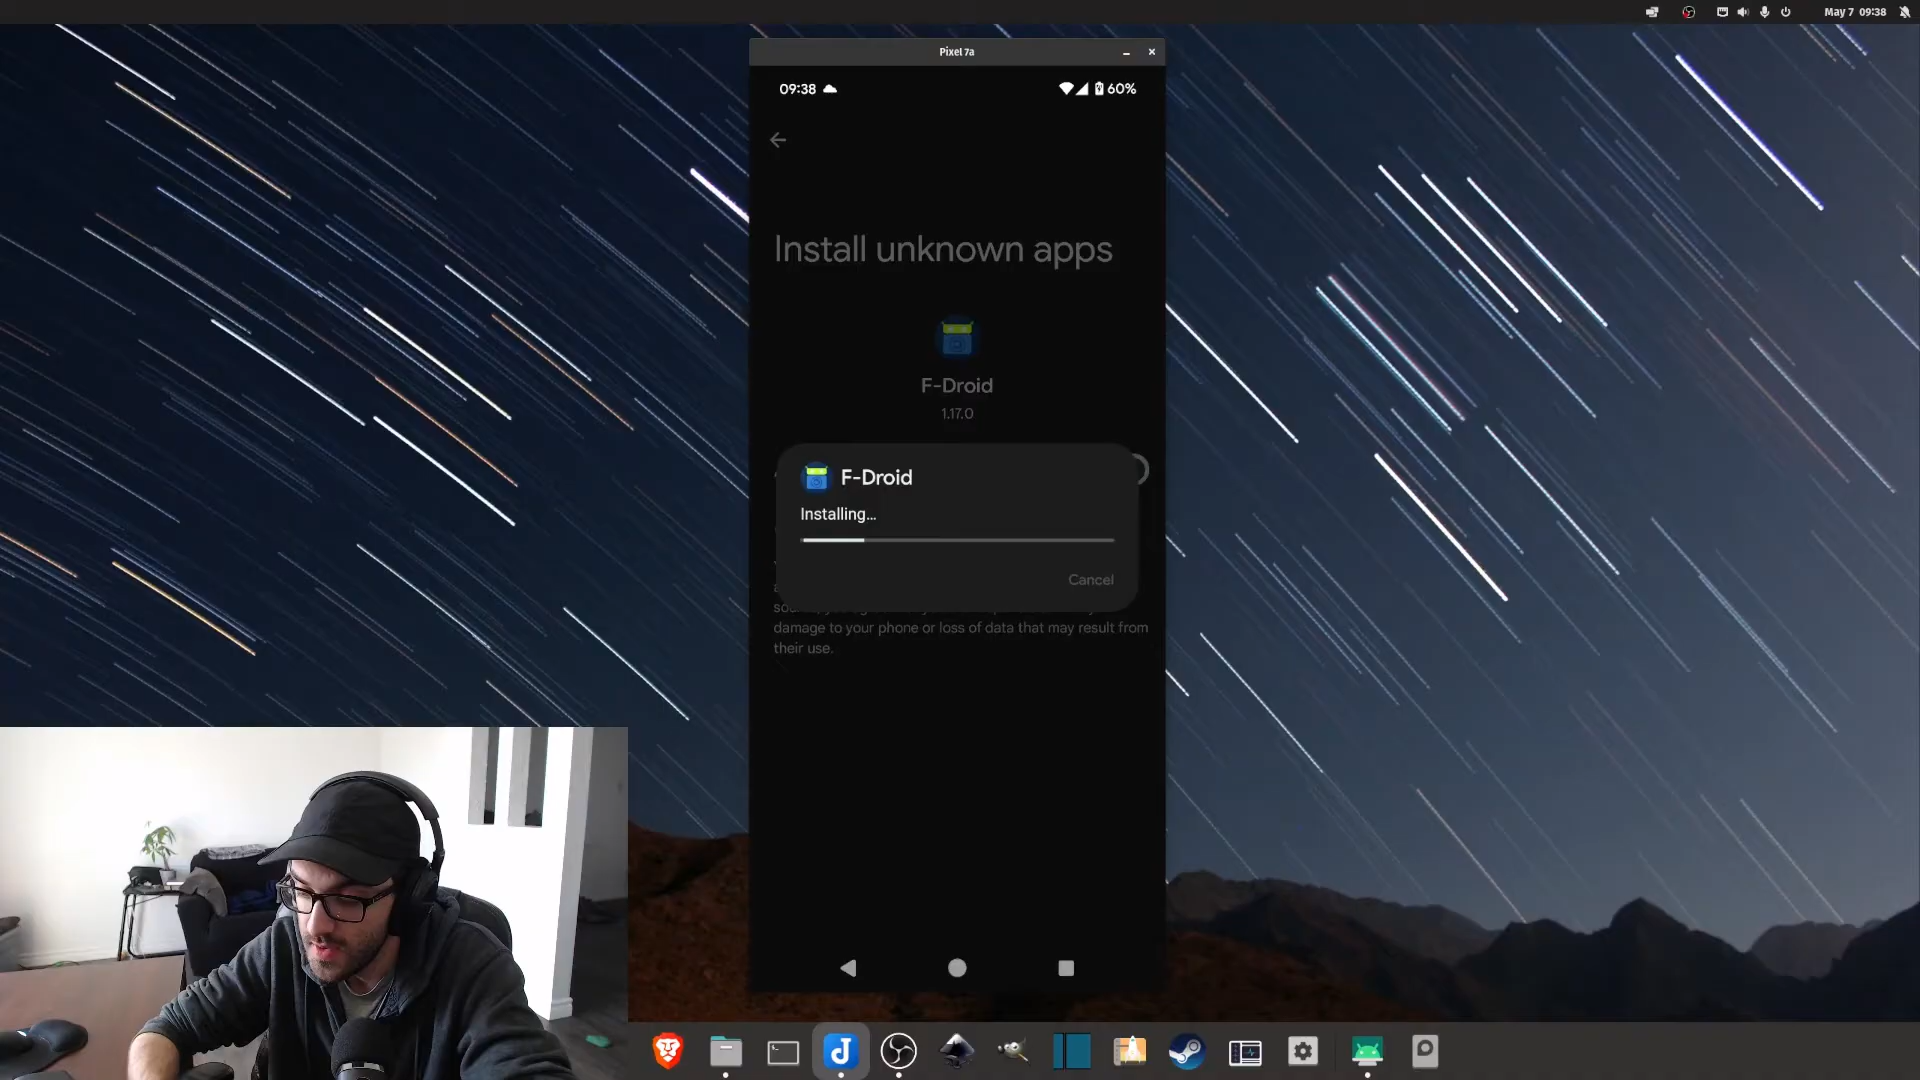 May 7 09:38
Pixel 7a
09:38
60%
Install unknown apps
F-Droid
1.17.0
F-Droid
Installing...
Cancel
damage to your phone or loss of data that may result from
their use.